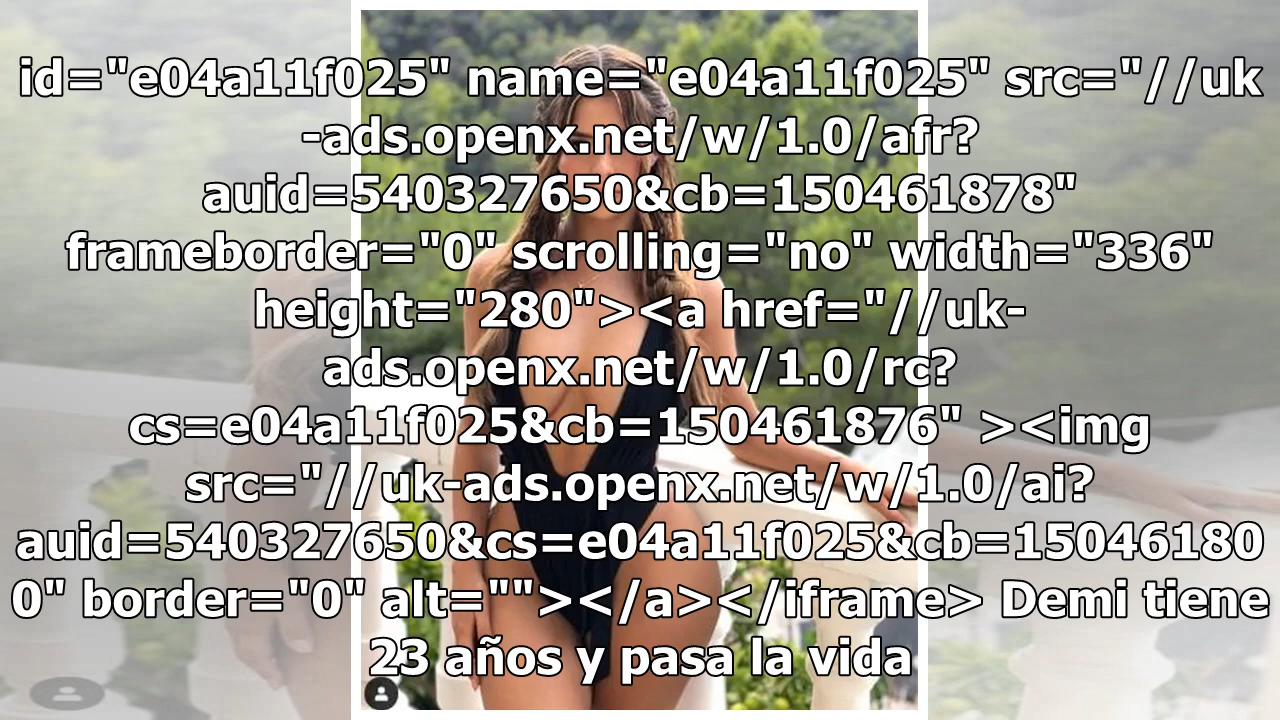 id="e04a11f025" name="e04a11f025" src="//uk
-ads.openx.net/w/1.0/afr?
auid=540327650&cb=150461878"
frameborder="0" scrolling="no" width="336"
height="280"><a href="//uk-
ads.openx.net/w/1.0/rc?
cs=e04a11f025&cb=150461876" ><img
src="//uk-ads.openx.net/w/1.0/ai?
auid=540327650&cs=e04a11f025&cb=15046180
0" border="0" alt=""></a></iframe> Demi tiene
23 años y pasa la vida